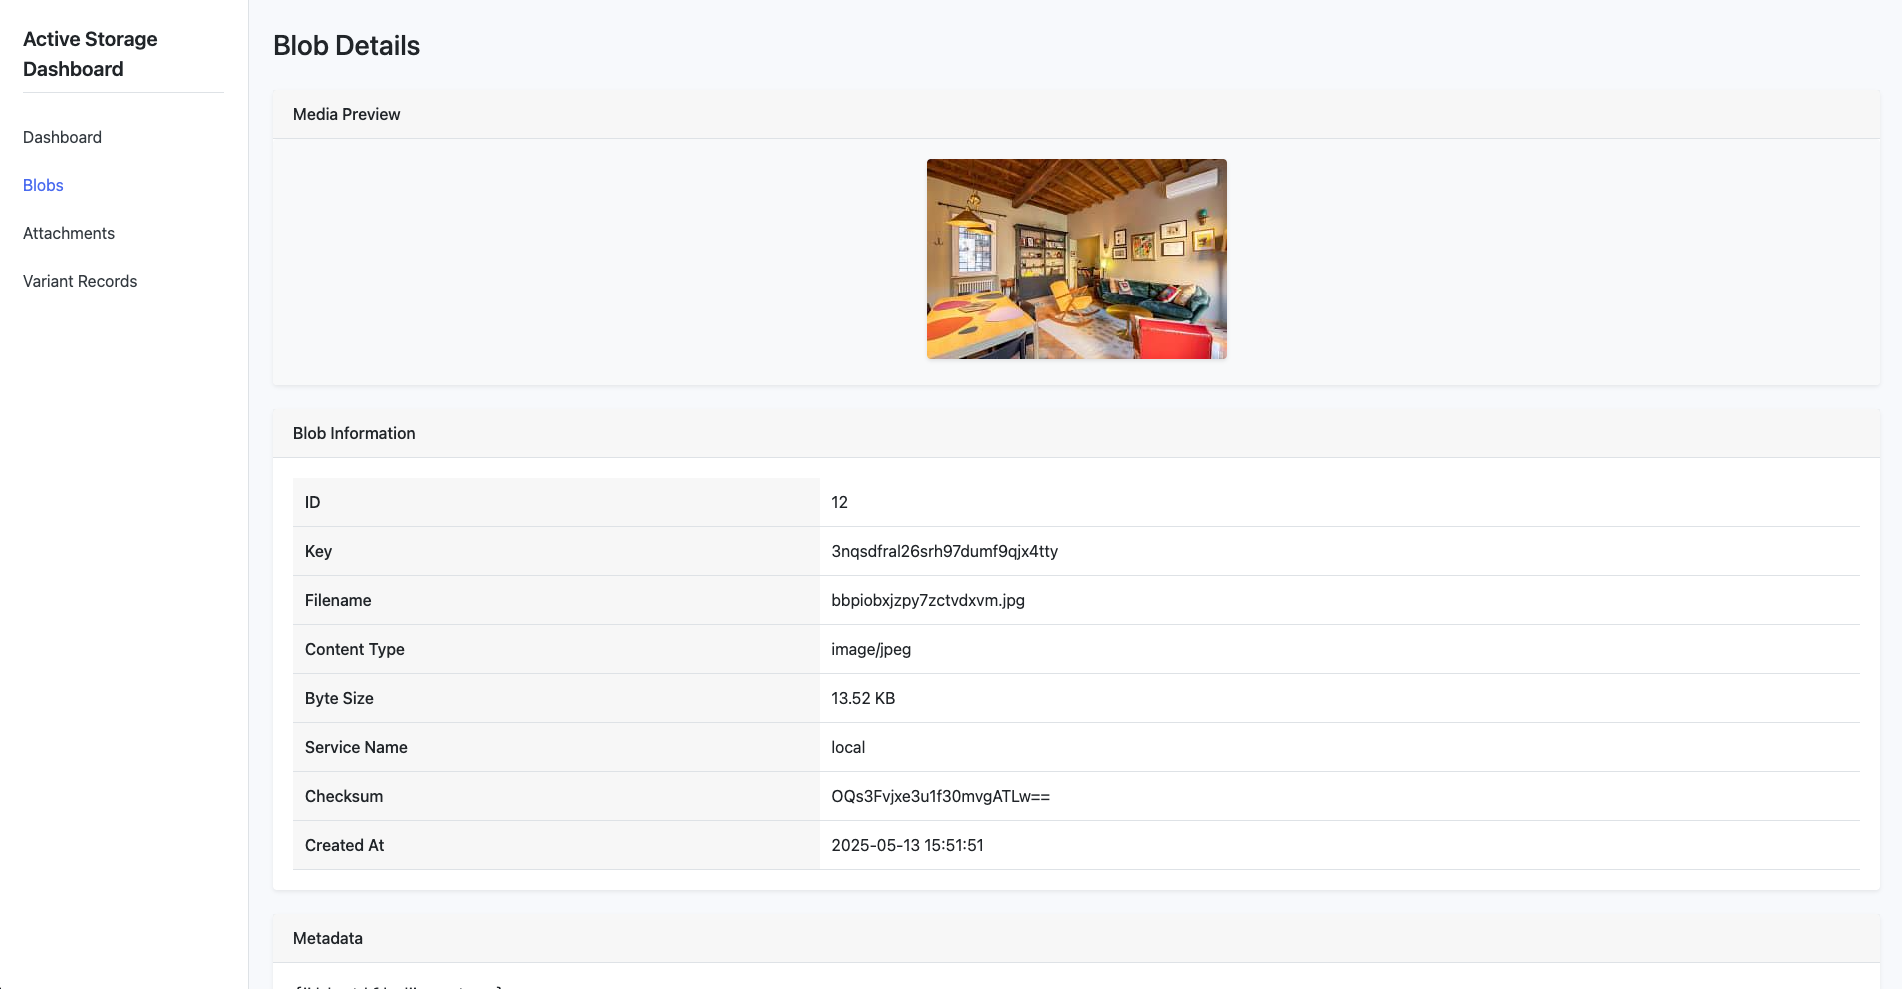 Active Storage
Dashboard
Dashboard
Blobs
Attachments
Variant Records
Blob Details
Media Preview
Blob Information
ID 12
Key 3nqsdfral26srh97dumf9qjx4tty
Filename bbpiobxjzpy7zctvdxvm.jpg
Content Type image/jpeg
Byte Size 13.52 KB
Service Name local
Checksum OQs3Fvjxe3u1f30mvgATLw==
Created At 2025-05-13 15:51:51
Metadata